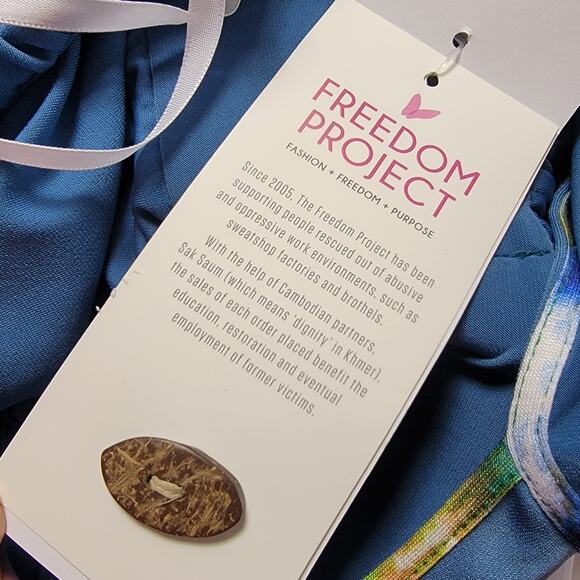 FREEDOM
PROJECT
FASHION + FREEDOM + PURPOSE
Since 2005, The Freedom Project has been
supporting people rescued out of abusive
and oppressive work environments, such as
sweatshop factories and brothels.
With the help of Cambodian partners,
Sak Saum (which means 'dignity' in Khmer),
the sales of each order placed benefit the
education, restoration and eventual
employment of former victims.